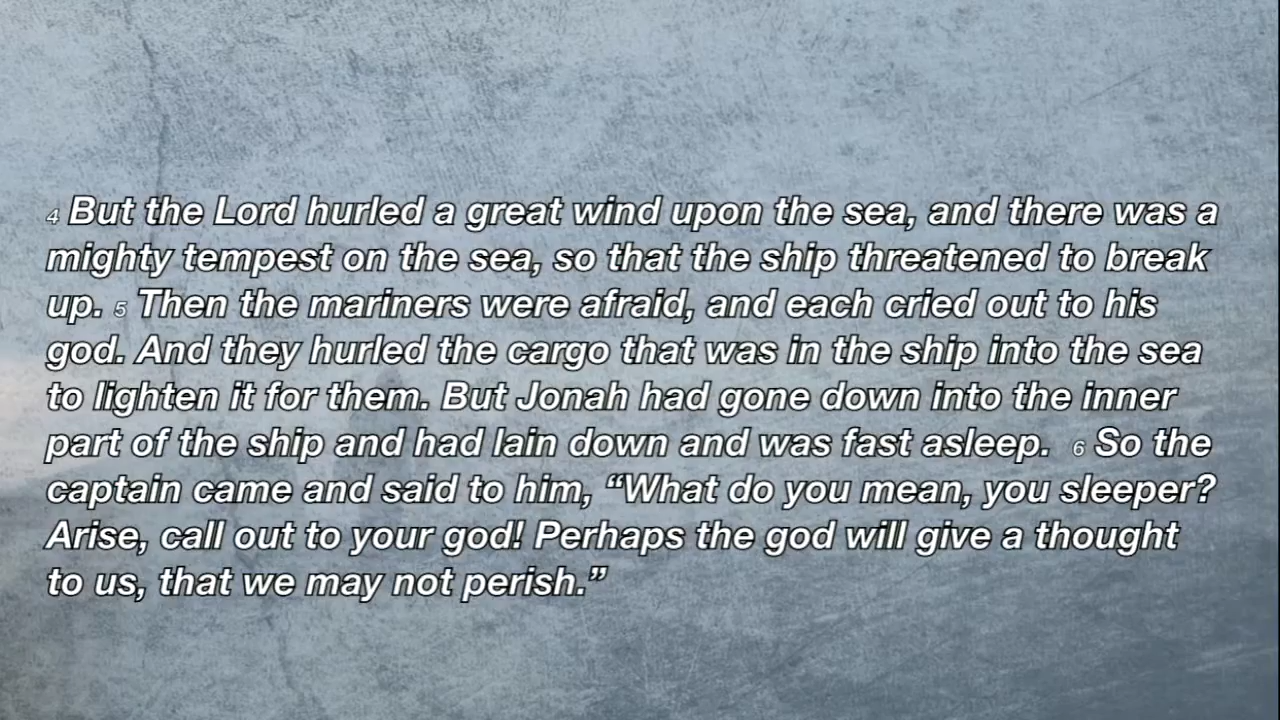 4 But the Lord hurled a great wind upon the sea, and there was a
mighty tempest on the sea, so that the ship threatened to break
up. 5 Then the mariners were afraid, and each cried out to his
god. And they hurled the cargo that was in the ship into the sea
to lighten it for them. But Jonah had gone down into the inner
part of the ship and had lain down and was fast asleep. 6 So the
captain came and said to him, “What do you mean, you sleeper?
Arise, call out to your god! Perhaps the god will give a thought
to us, that we may not perish.”